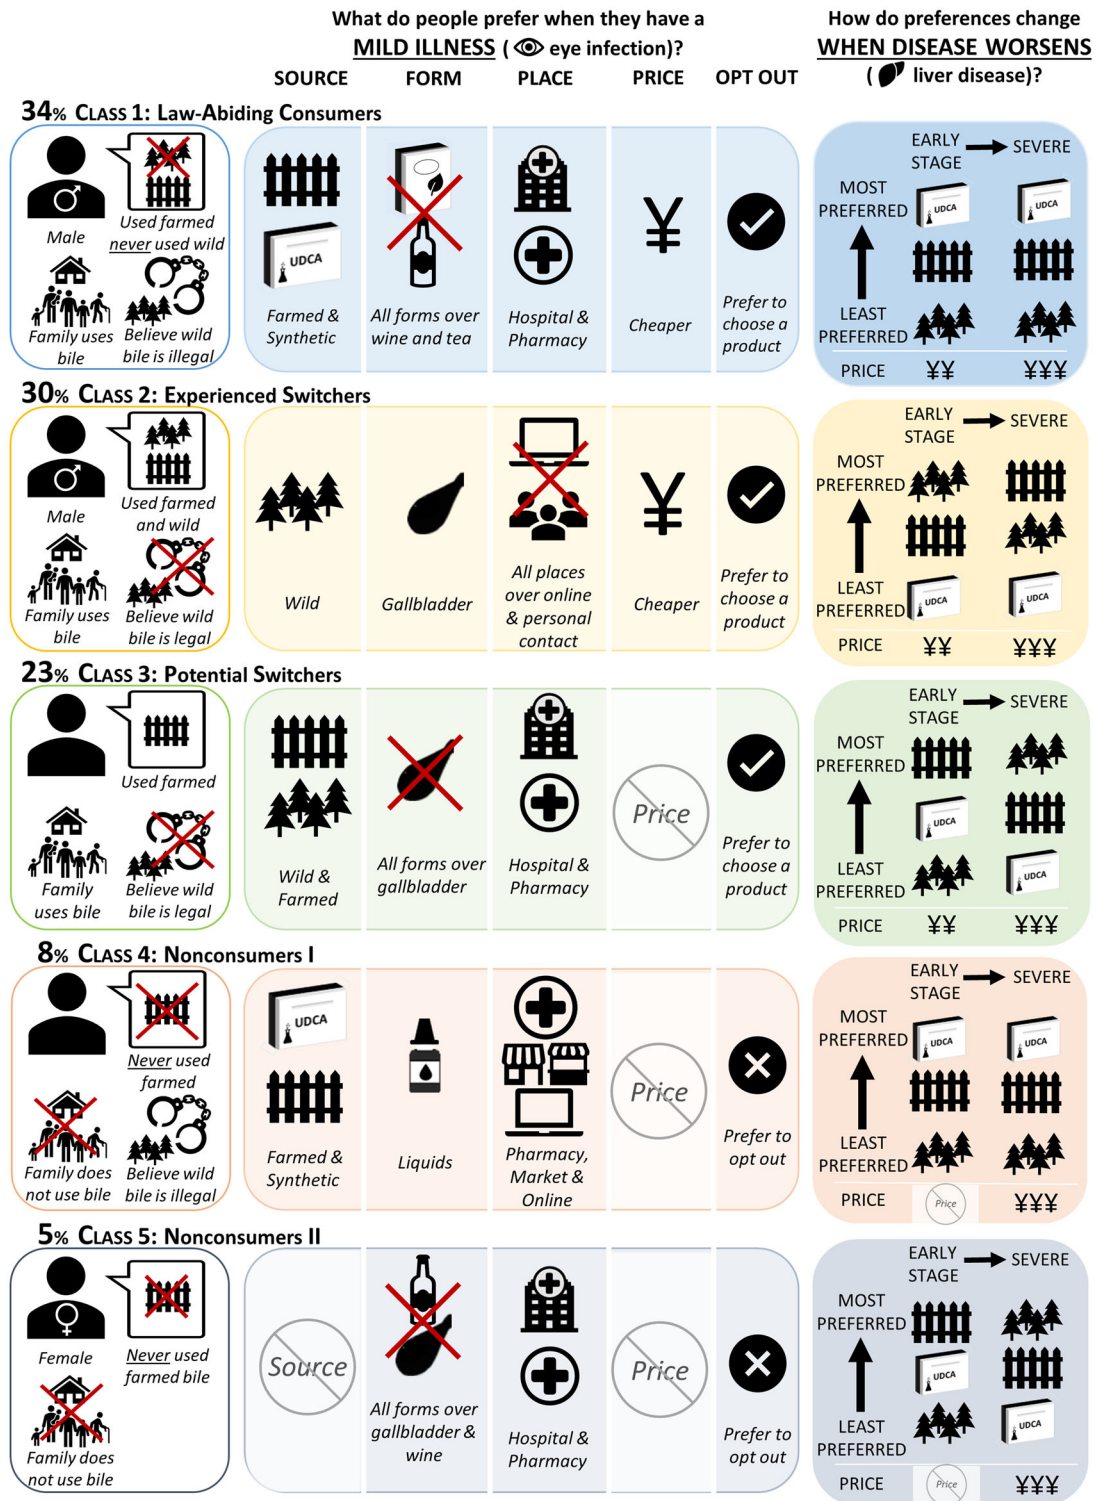 What do people prefer when they have a
MILD ILLNESS ( eye infection)?
How do preferences change
WHEN DISEASE WORSENS
( liver disease)?
SOURCE FORM PLACE PRICE OPT OUT
34% CLASS 1: Law-Abiding Consumers
Male
Used farmed
never used wild
Family uses
bile
Believe wild
bile is illegal
UDCA
Farmed &
Synthetic
All forms over
wine and tea
Hospital &
Pharmacy
¥
Cheaper
Prefer to
choose a
product
EARLY
STAGE
SEVERE
MOST
PREFERRED
UDCA
UDCA
LEAST
PREFERRED
PRICE ¥¥ ¥¥¥
30% CLASS 2: Experienced Switchers
Male
Used farmed
and wild
Family uses
bile
Believe wild
bile is legal
Wild
Gallbladder
All places
over online
& personal
contact
¥
Cheaper
Prefer to
choose a
product
EARLY
STAGE
SEVERE
MOST
PREFERRED
LEAST
PREFERRED
UDCA
UDCA
PRICE ¥¥ ¥¥¥
23% CLASS 3: Potential Switchers
Used farmed
Family
uses bile
Believe wild
bile is legal
Wild &
Farmed
All forms over
gallbladder
Hospital &
Pharmacy
Price
Prefer to
choose a
product
EARLY
STAGE
SEVERE
MOST
PREFERRED
UDCA
LEAST
PREFERRED
UDCA
PRICE ¥¥ ¥¥¥
8% CLASS 4: Nonconsumers I
Never used
farmed
Family does
not use bile
Believe wild
bile is illegal
UDCA
Farmed &
Synthetic
Liquids
Pharmacy,
Market &
Online
Price
Prefer to
opt out
EARLY
STAGE
SEVERE
MOST
PREFERRED
UDCA
UDCA
LEAST
PREFERRED
PRICE Price ¥¥¥
5% CLASS 5: Nonconsumers II
Female
Never used
farmed bile
Family does
not use bile
Source
All forms over
gallbladder &
wine
Hospital &
Pharmacy
Price
Prefer to
opt out
EARLY
STAGE
SEVERE
MOST
PREFERRED
UDCA
LEAST
PREFERRED
UDCA
PRICE Price ¥¥¥